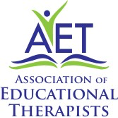 AET
ASSOCIATION OF
EDUCATIONAL
THERAPISTS